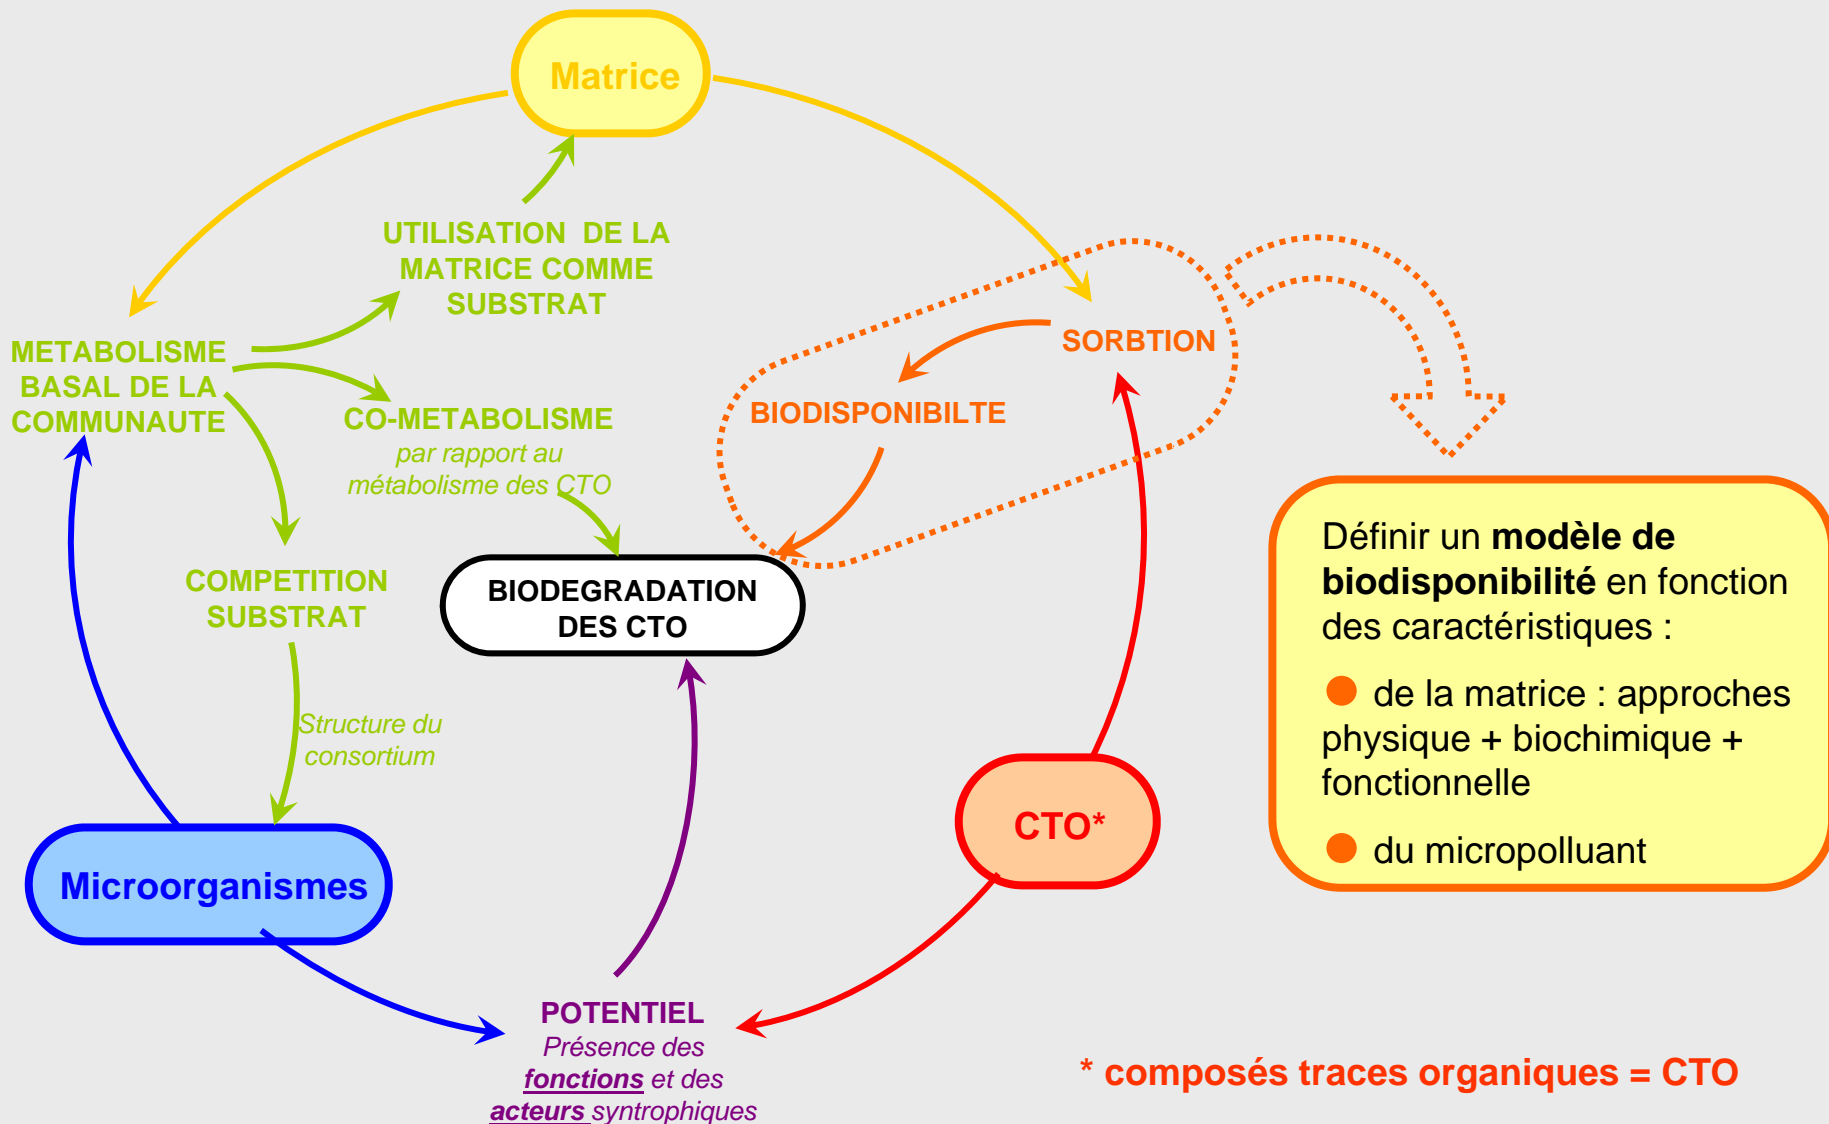 Matrice
UTILISATION DE LA
MATRICE COMME
SUBSTRAT
METABOLISME
BASAL DE LA
COMMUNAUTE
CO-METABOLISME
par rapport au
métabolisme des CTO
SORBTION
BIODISPONIBILTE
COMPETITION
SUBSTRAT
BIODEGRADATION
DES CTO
Structure du
consortium
Microorganismes
CTO*
POTENTIEL
Présence des
fonctions et des
acteurs syntrophiques
Définir un modèle de
biodisponibilité en fonction
des caractéristiques :
● de la matrice : approches
physique + biochimique +
fonctionnelle
● du micropolluant
* composés traces organiques = CTO